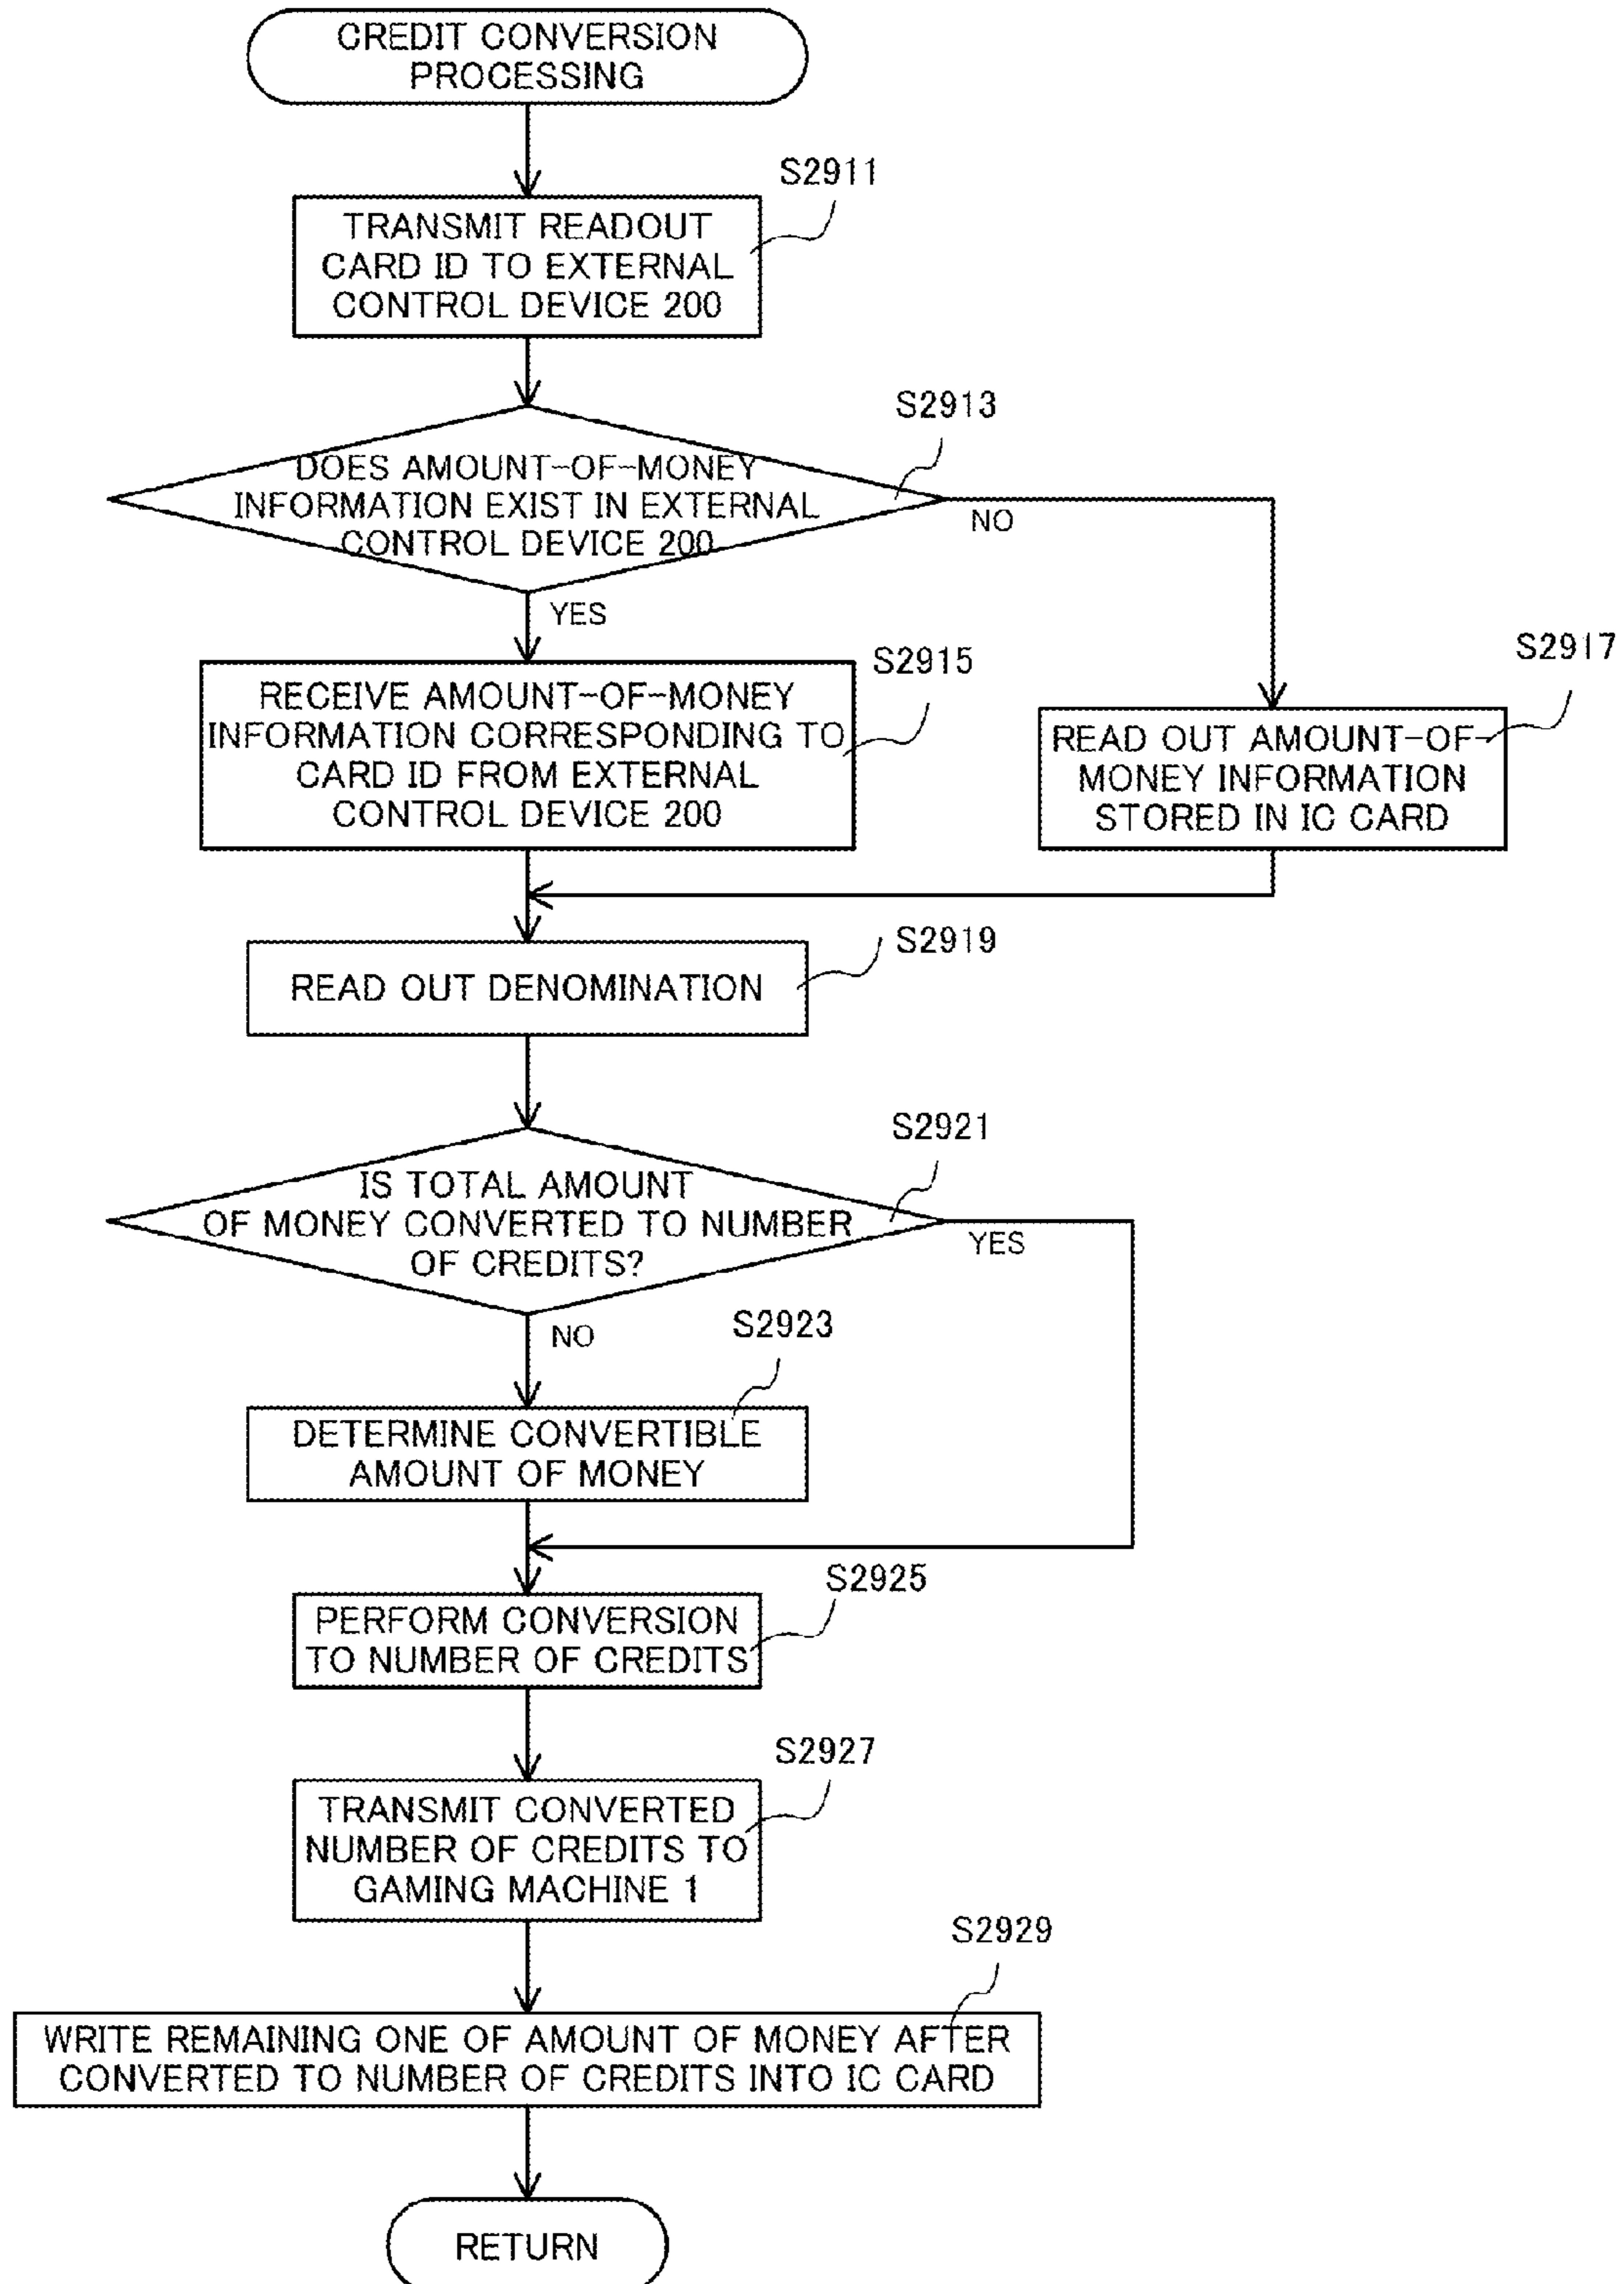 CREDIT CONVERSION
PROCESSING
S2911
TRANSMIT READOUT
CARD ID TO EXTERNAL
CONTROL DEVICE 200
S2913
DOES AMOUNT-OF-MONEY
INFORMATION EXIST IN EXTERNAL
CONTROL DEVICE 200
NO
YES
S2915
RECEIVE AMOUNT-OF-MONEY
INFORMATION CORRESPONDING TO
CARD ID FROM EXTERNAL
CONTROL DEVICE 200
S2917
READ OUT AMOUNT-OF-
MONEY INFORMATION
STORED IN IC CARD
S2919
READ OUT DENOMINATION
S2921
IS TOTAL AMOUNT
OF MONEY CONVERTED TO NUMBER
OF CREDITS?
YES
NO
S2923
DETERMINE CONVERTIBLE
AMOUNT OF MONEY
S2925
PERFORM CONVERSION
TO NUMBER OF CREDITS
S2927
TRANSMIT CONVERTED
NUMBER OF CREDITS TO
GAMING MACHINE 1
S2929
WRITE REMAINING ONE OF AMOUNT OF MONEY AFTER
CONVERTED TO NUMBER OF CREDITS INTO IC CARD
RETURN